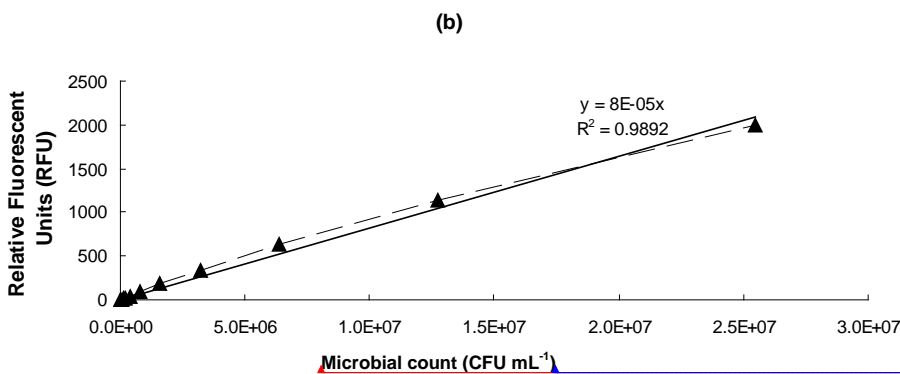 (b)
Relative Fluorescent
Units (RFU)
2500
2000
1500
1000
500
0
y = 8E-05x
R² = 0.9892
0.0E+00
5.0E+06
1.0E+07
1.5E+07
2.0E+07
2.5E+07
3.0E+07
Microbial count (CFU mL⁻¹)